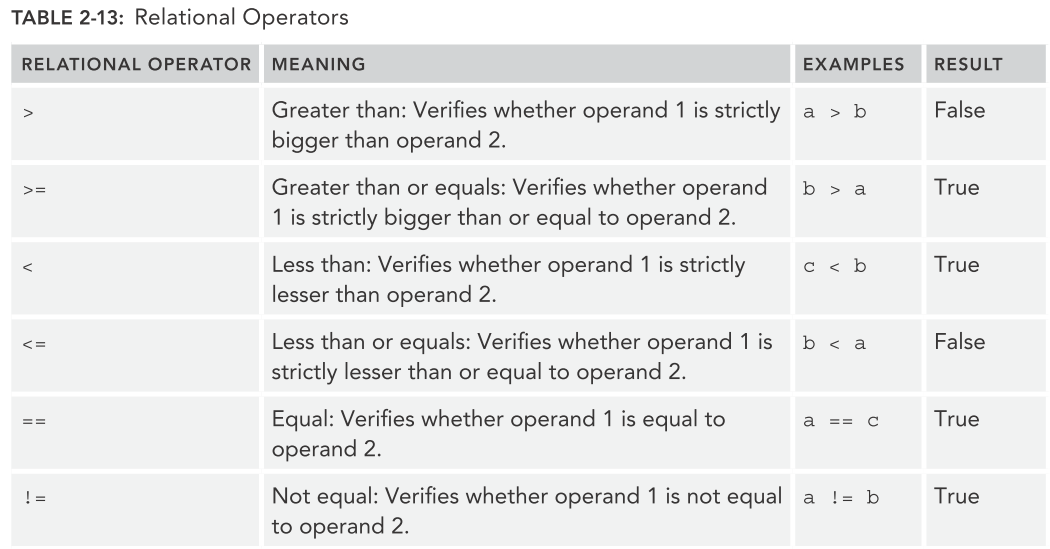 TABLE 2-13: Relational Operators
RELATIONAL OPERATOR MEANING EXAMPLES RESULT
> Greater than: Verifies whether operand 1 is strictly a > b False
bigger than operand 2.
>= Greater than or equals: Verifies whether operand b > a True
1 is strictly bigger than or equal to operand 2.
< Less than: Verifies whether operand 1 is strictly c < b True
lesser than operand 2.
<= Less than or equals: Verifies whether operand 1 is b < a False
strictly lesser than or equal to operand 2.
== Equal: Verifies whether operand 1 is equal to a == c True
operand 2.
!= Not equal: Verifies whether operand 1 is not equal a != b True
to operand 2.